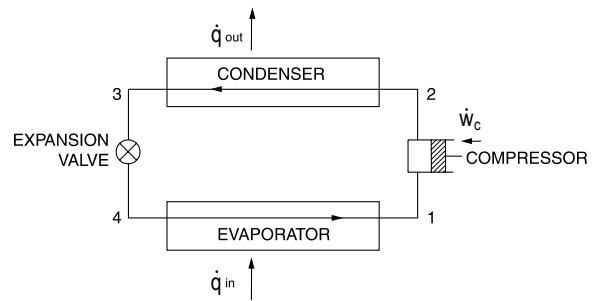 q̇ out
CONDENSER
3
2
ẇc
EXPANSION
VALVE
COMPRESSOR
4
1
EVAPORATOR
q̇ in